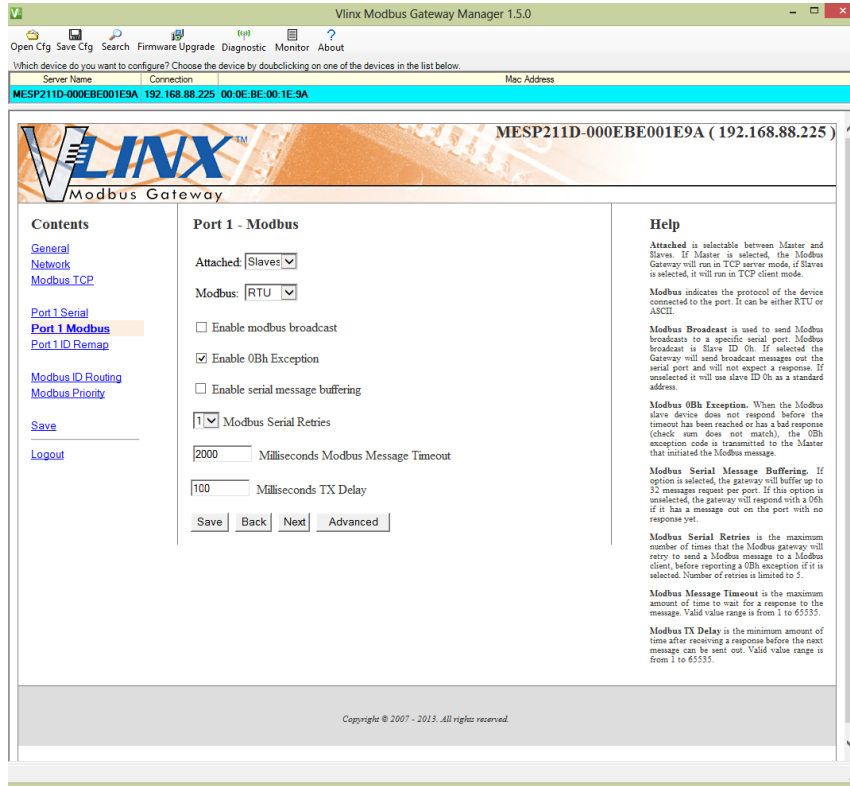 Vlinx Modbus Gateway Manager 1.5.0
Open Cfg Save Cfg Search Firmware Upgrade Diagnostic Monitor About
Which device do you want to configure? Choose the device by doubclicking on one of the devices in the list below.
Server Name Connection Mac Address
MESP211D-000EBE001E9A 192.168.88.225 00:0E:BE:00:1E:9A
MESP211D-000EBE001E9A ( 192.168.88.225 )
VLINX TM
Modbus Gateway
Contents
General
Network
Modbus TCP
Port 1 Serial
Port 1 Modbus
Port 1 ID Remap
Modbus ID Routing
Modbus Priority
Save
Logout
Port 1 - Modbus
Attached: Slaves
Modbus: RTU
Enable modbus broadcast
Enable 0Bh Exception
Enable serial message buffering
1 Modbus Serial Retries
2000 Milliseconds Modbus Message Timeout
100 Milliseconds TX Delay
Save Back Next Advanced
Help
Attached is selectable between Master and
Slaves. If Master is selected, the Modbus
Gateway will run in TCP server mode, if Slaves
is selected, it will run in TCP client mode.
Modbus indicates the protocol of the device
connected to the port. It can be either RTU or
ASCII.
Modbus Broadcast is used to send Modbus
broadcasts to a specific serial port. Modbus
broadcast is Slave ID 0h. If selected the
Gateway will send broadcast messages out the
serial port and will not expect a response. If
unselected it will use slave ID 0h as a standard
address.
Modbus 0Bh Exception. When the Modbus
slave device does not respond before the
timeout has been reached or has a bad response
(check sum does not match), the 0Bh
exception code is transmitted to the Master
that initiated the Modbus message.
Modbus Serial Message Buffering. If
option is selected, the gateway will buffer up to
32 messages request per port. If this option is
unselected, the gateway will respond with a 06h
if it has a message out on the port with no
response yet.
Modbus Serial Retries is the maximum
number of times that the Modbus gateway will
retry to send a Modbus message to a Modbus
client, before reporting a 0Bh exception if it is
selected. Number of retries is limited to 5.
Modbus Message Timeout is the maximum
amount of time to wait for a response to the
message. Valid value range is from 1 to 65535.
Modbus TX Delay is the minimum amount of
time after receiving a response before the next
message can be sent out. Valid value range is
from 1 to 65535.
Copyright © 2007 - 2013. All rights reserved.